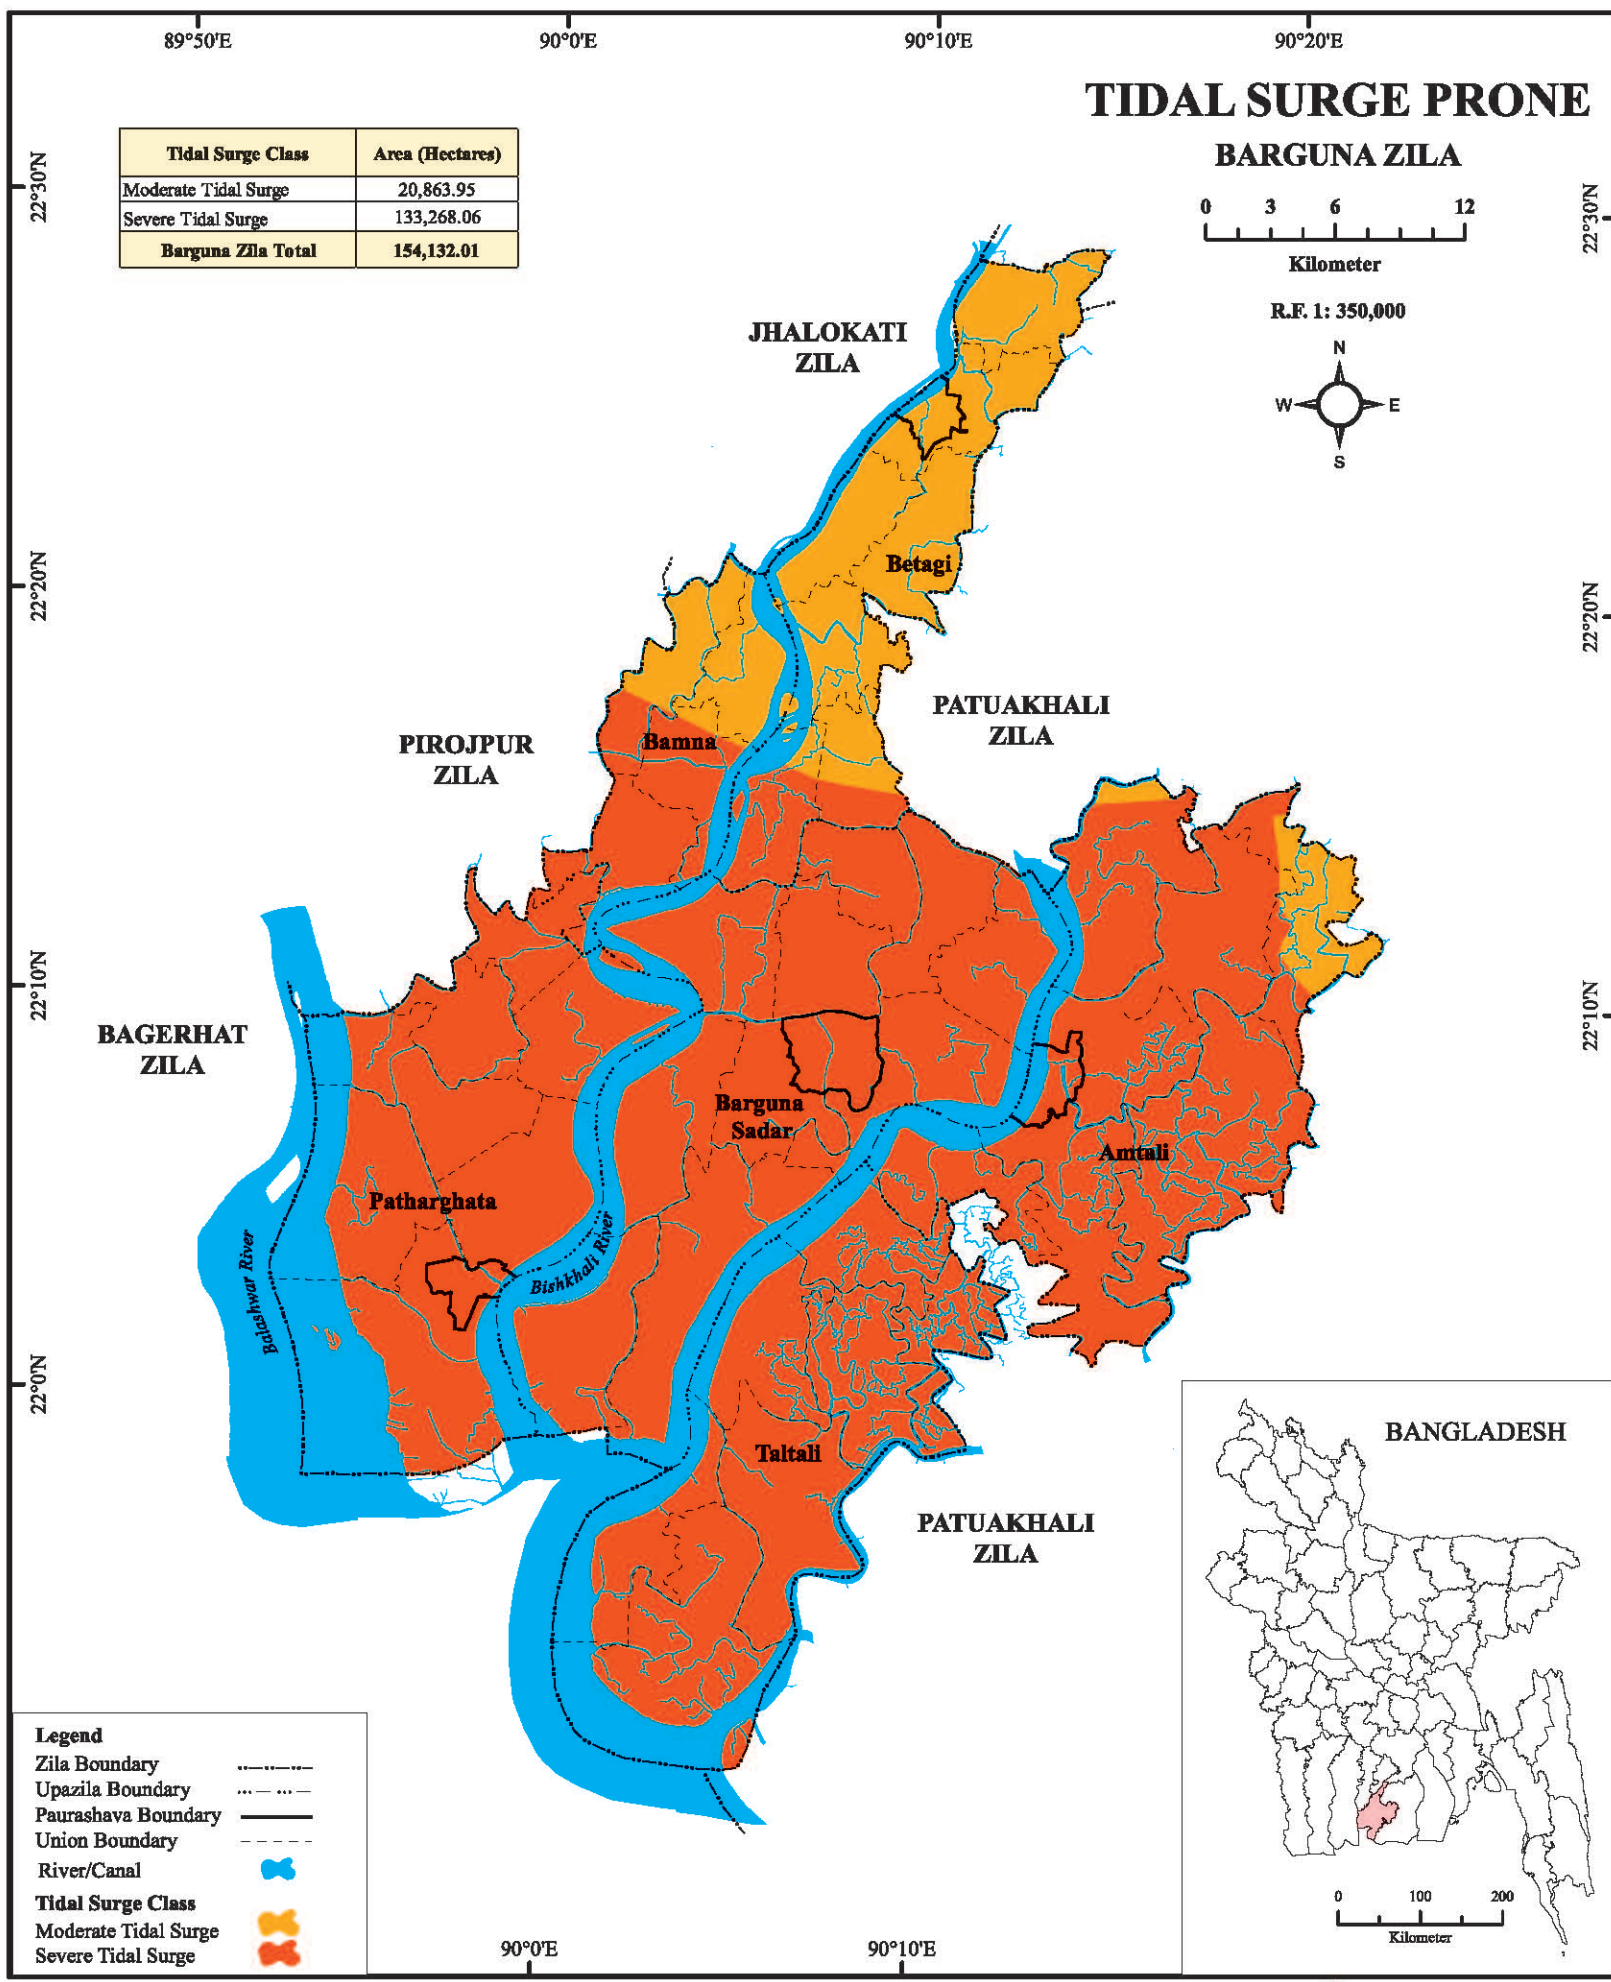 89°50'E 90°0'E 90°10'E 90°20'E
TIDAL SURGE PRONE
BARGUNA ZILA
0 3 6 12
Kilometer
R.F. 1: 350,000
N
W E
S
Tidal Surge Class Area (Hectares)
Moderate Tidal Surge 20,863.95
Severe Tidal Surge 133,268.06
Barguna Zila Total 154,132.01
22°30'N
22°30'N
22°20'N
22°20'N
22°10'N
22°10'N
22°0'N
JHALOKATI
ZILA
Betagi
PATUAKHALI
ZILA
PIROJPUR
ZILA
Bamna
BAGERHAT
ZILA
Barguna
Sadar
Amtali
Patharghata
Balashwar River
Bishkhali River
Taltali
PATUAKHALI
ZILA
BANGLADESH
0 100 200
Kilometer
Legend
Zila Boundary
Upazila Boundary
Paurashava Boundary
Union Boundary
River/Canal
Tidal Surge Class
Moderate Tidal Surge
Severe Tidal Surge
90°0'E 90°10'E